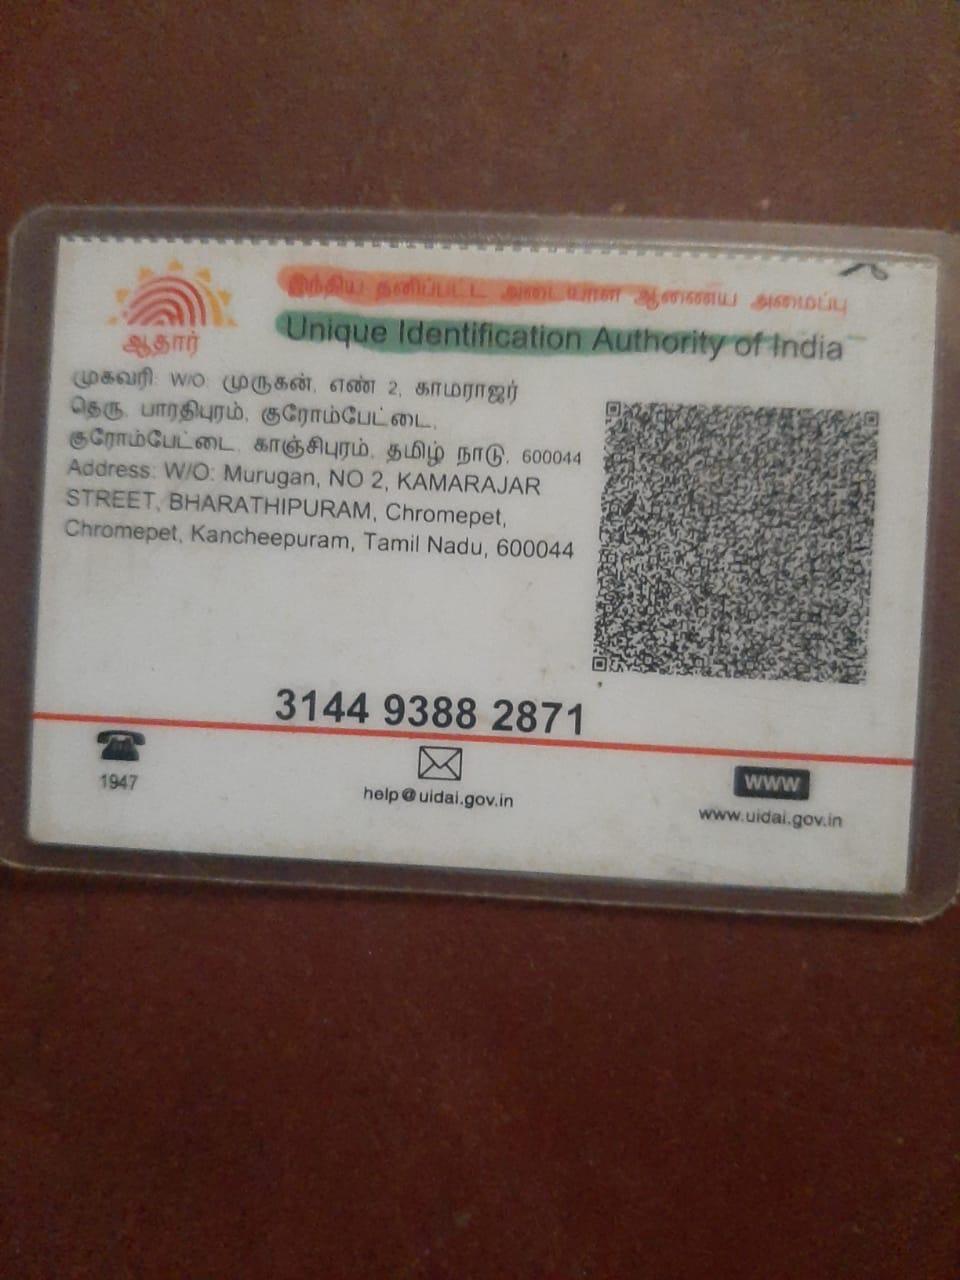 இந்திய தனிப்பட்ட அடையாள ஆணைய அமைப்பு
Unique Identification Authority of India
ஆதார்
முகவரி: W/O: முருகன், எண் 2, காமராஜர்
தெரு, பாரதிபுரம், குரோம்பேட்டை,
குரோம்பேட்டை, காஞ்சிபுரம், தமிழ் நாடு, 600044
Address: W/O: Murugan, NO 2, KAMARAJAR
STREET, BHARATHIPURAM, Chromepet,
Chromepet, Kancheepuram, Tamil Nadu, 600044
3144 9388 2871
1947
help@uidai.gov.in
www
www.uidai.gov.in